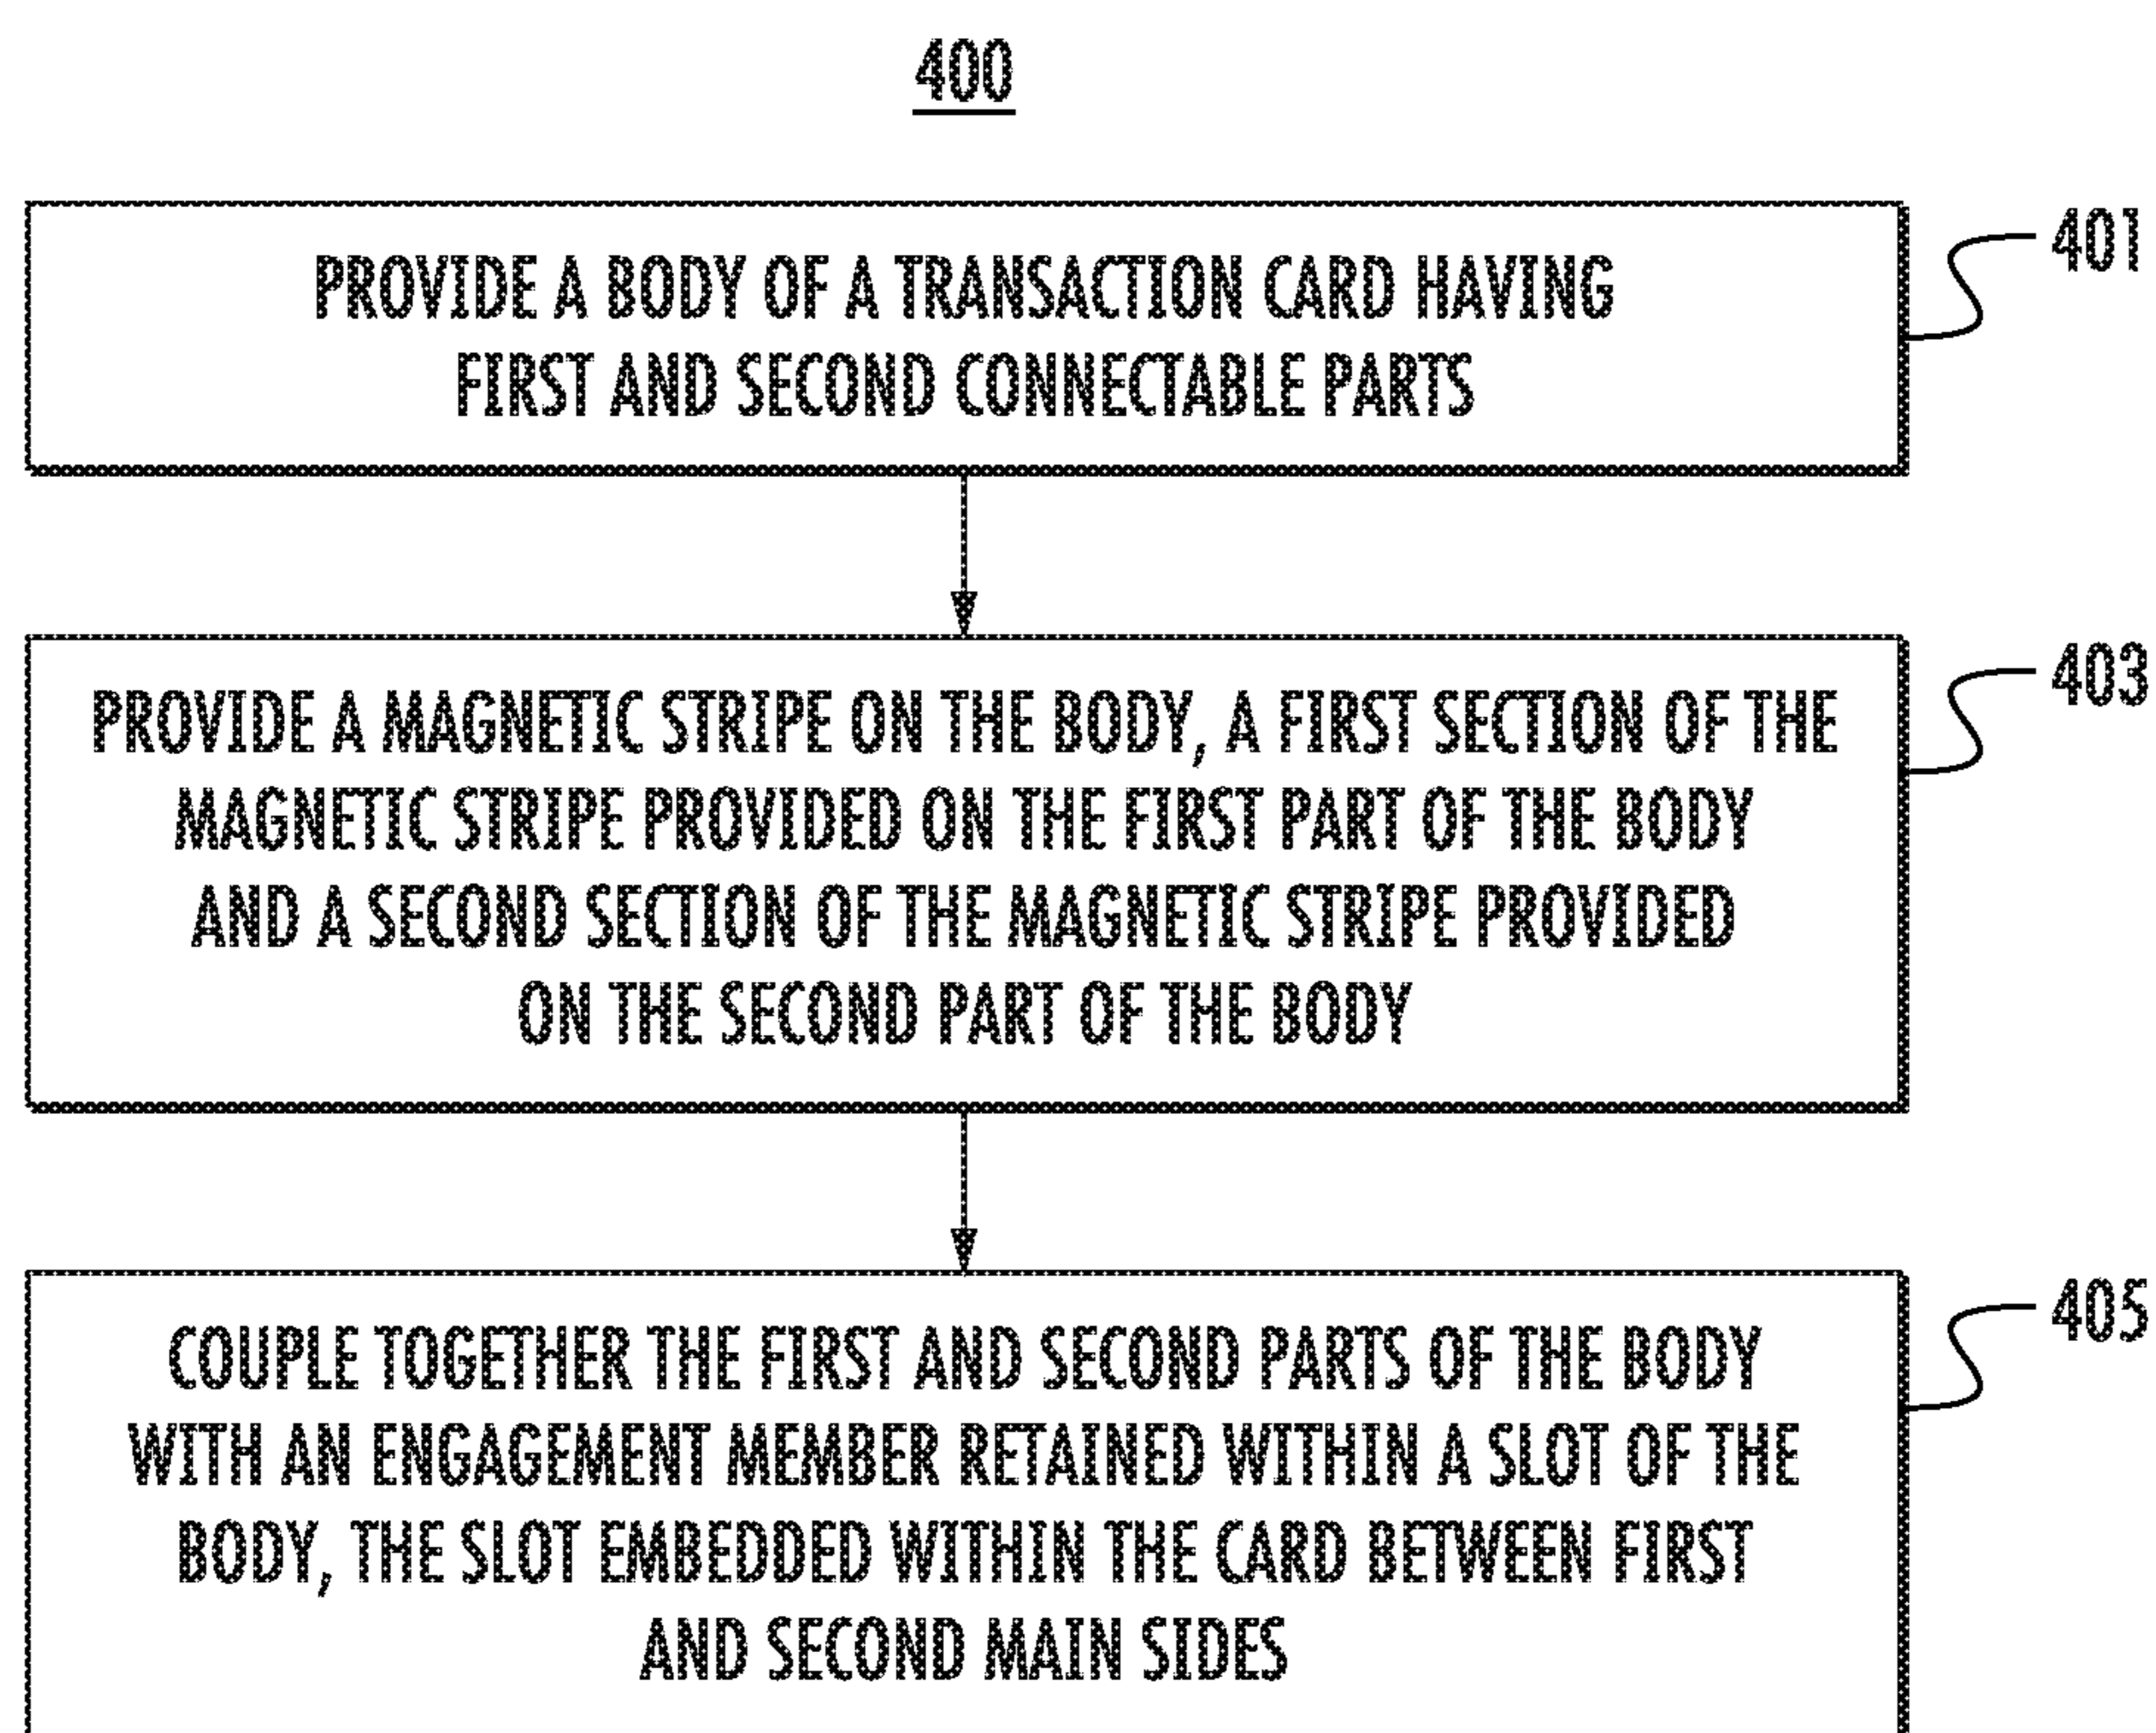 400
PROVIDE A BODY OF A TRANSACTION CARD HAVING
FIRST AND SECOND CONNECTABLE PARTS
401
PROVIDE A MAGNETIC STRIPE ON THE BODY, A FIRST SECTION OF THE
MAGNETIC STRIPE PROVIDED ON THE FIRST PART OF THE BODY
AND A SECOND SECTION OF THE MAGNETIC STRIPE PROVIDED
ON THE SECOND PART OF THE BODY
403
COUPLE TOGETHER THE FIRST AND SECOND PARTS OF THE BODY
WITH AN ENGAGEMENT MEMBER RETAINED WITHIN A SLOT OF THE
BODY, THE SLOT EMBEDDED WITHIN THE CARD BETWEEN FIRST
AND SECOND MAIN SIDES
405